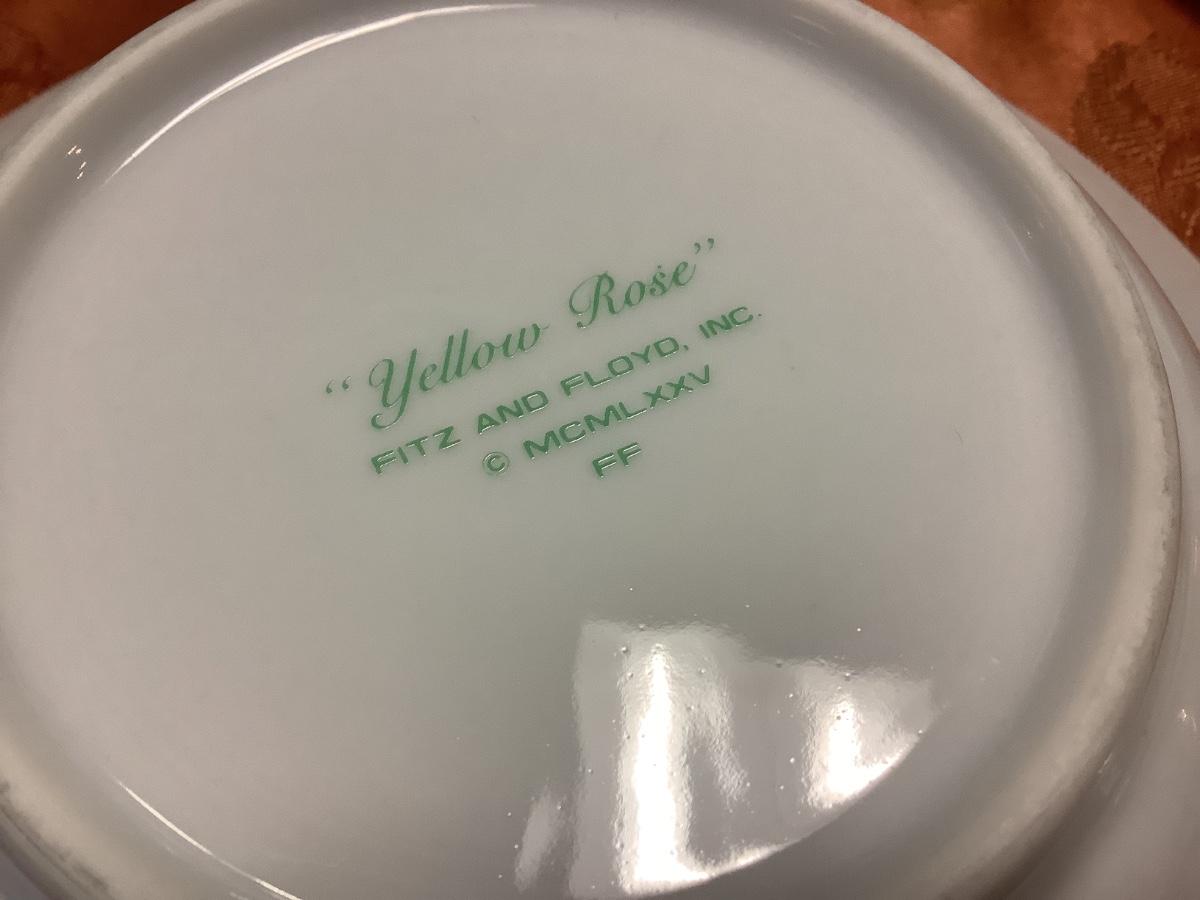 “Yellow Rose”
FITZ AND FLOYD, INC.
© MCMLXXV
FF